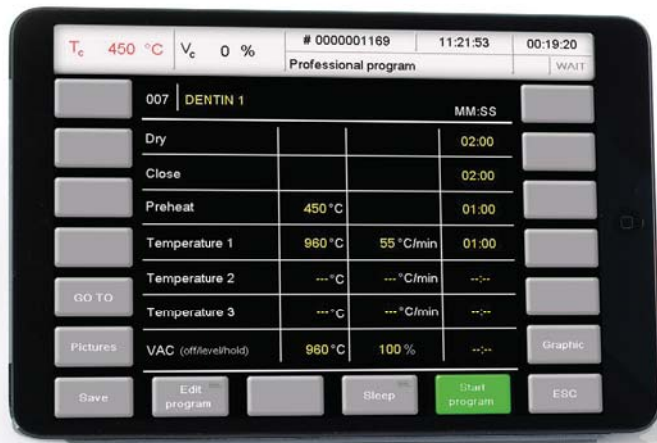 Tc 450 °C Vc 0 % # 0000001169 11:21:53 00:19:20
Professional program WAIT
007 DENTIN 1 MM:SS
Dry 02:00
Close 02:00
Preheat 450 °C 01:00
Temperature 1 960 °C 55 °C/min 01:00
Temperature 2 --- °C --- °C/min --:--
GO TO
Temperature 3 --- °C --- °C/min --:--
Pictures VAC (off/level/hold) 960 °C 100 % --:-- Graphic
Save Edit program Sleep Start program ESC